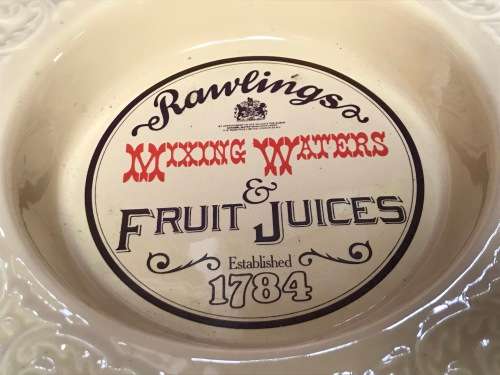 Rawlings
Mixing Waters
&
Fruit Juices
Established
1784